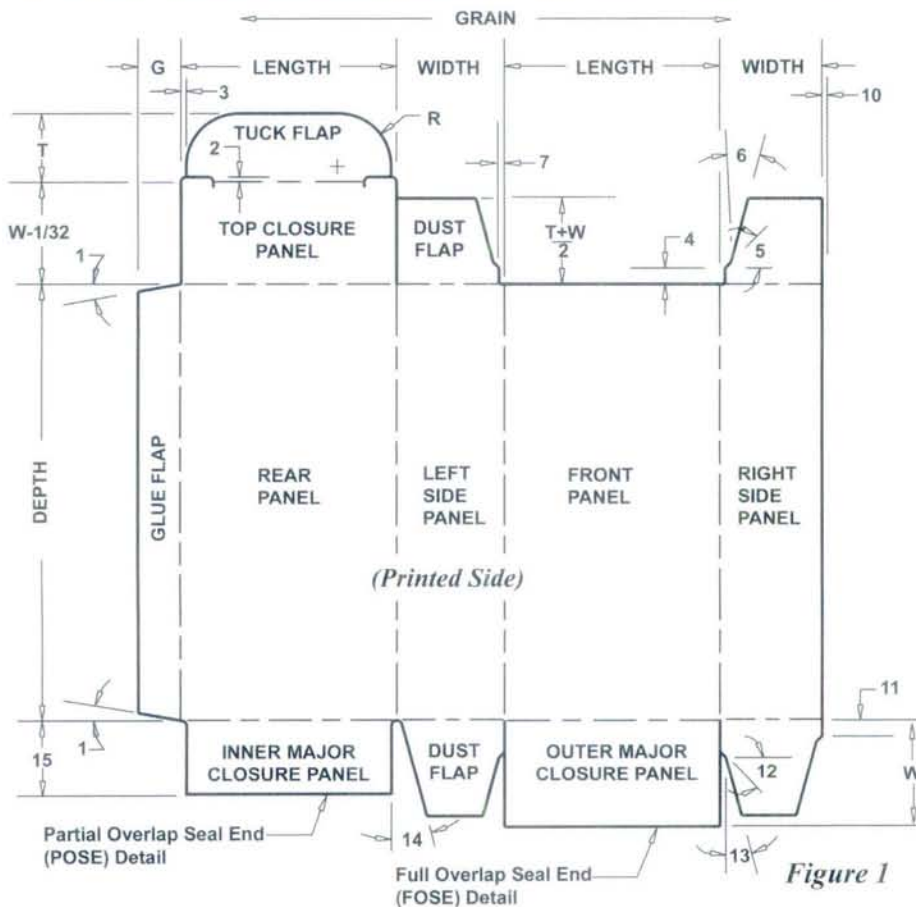 GRAIN
G LENGTH WIDTH LENGTH WIDTH
3
10
TUCK FLAP
R
T
2
7
6
W-1/32
TOP CLOSURE
PANEL
DUST
FLAP
T+W
2
4
5
1
DEPTH
GLUE FLAP
REAR
PANEL
LEFT
SIDE
PANEL
FRONT
PANEL
RIGHT
SIDE
PANEL
(Printed Side)
11
15
1
INNER MAJOR
CLOSURE PANEL
DUST
FLAP
OUTER MAJOR
CLOSURE PANEL
12
W
14
13
Partial Overlap Seal End
(POSE) Detail
Full Overlap Seal End
(FOSE) Detail
Figure 1